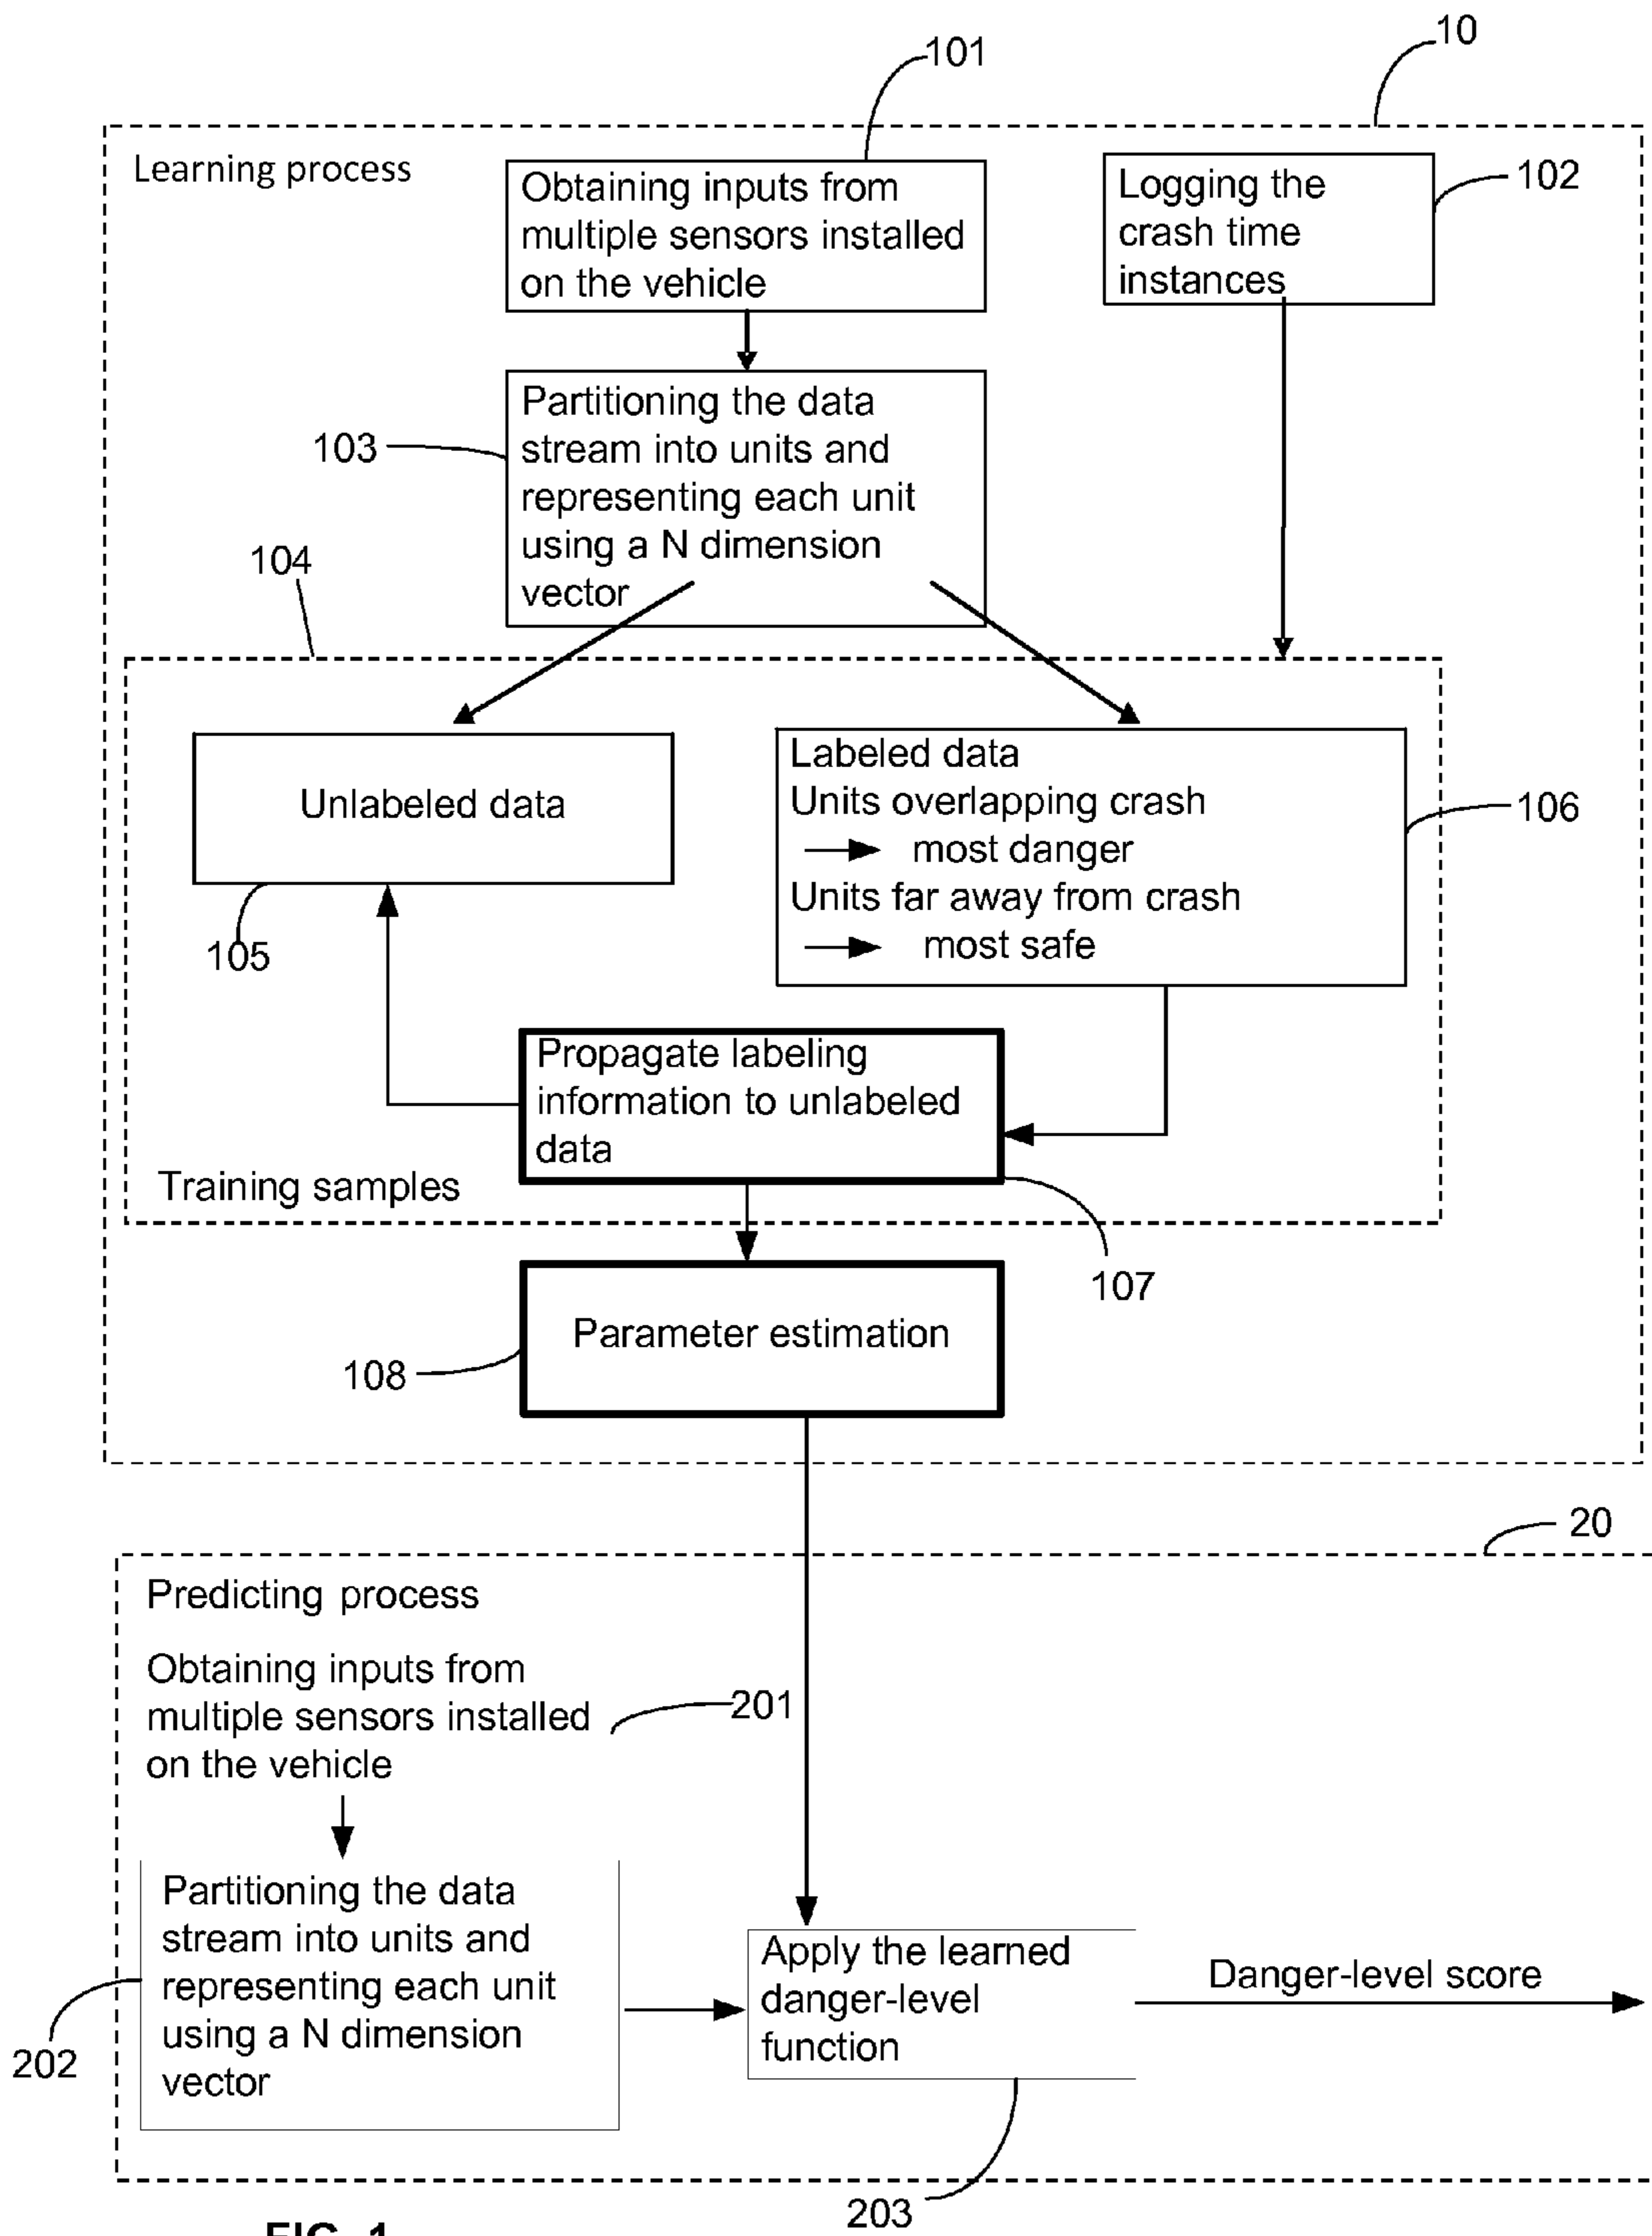 10
101
Learning process
Obtaining inputs from
multiple sensors installed
on the vehicle
Logging the
crash time
instances
102
Partitioning the data
stream into units and
representing each unit
using a N dimension
vector
103
104
Unlabeled data
105
Labeled data
Units overlapping crash
most danger
Units far away from crash
most safe
106
Propagate labeling
information to unlabeled
data
Training samples
107
Parameter estimation
108
20
Predicting process
Obtaining inputs from
multiple sensors installed
on the vehicle
201
Partitioning the data
stream into units and
representing each unit
using a N dimension
vector
202
Apply the learned
danger-level
function
Danger-level score
203
FIG. 1